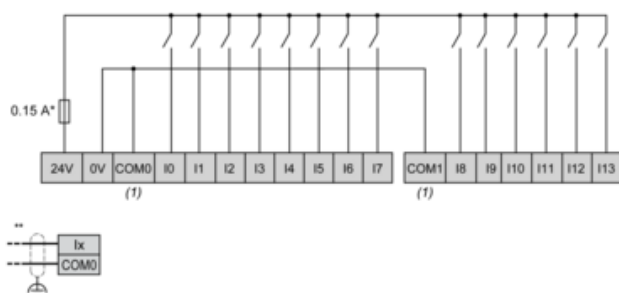 0.15 A*
24V 0V COM0 I0 I1 I2 I3 I4 I5 I6 I7 COM1 I8 I9 I10 I11 I12 I13
(1) (1)
**
Ix
COM0